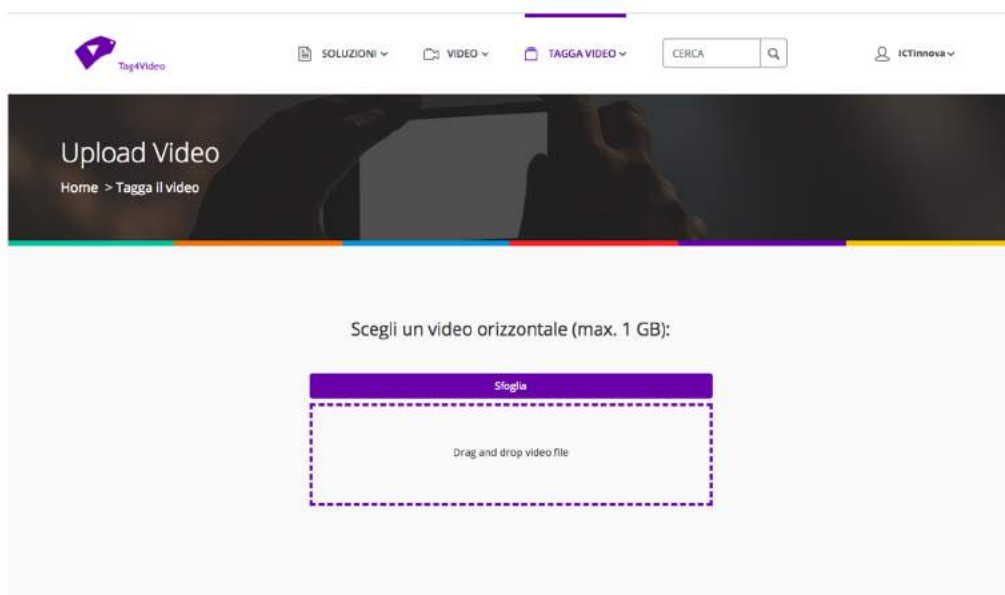 Tag4Video
SOLUZIONI
VIDEO
TAGGA VIDEO
CERCA
ICTinnova
Upload Video
Home > Tagga il video
Scegli un video orizzontale (max. 1 GB):
Sfoglia
Drag and drop video file